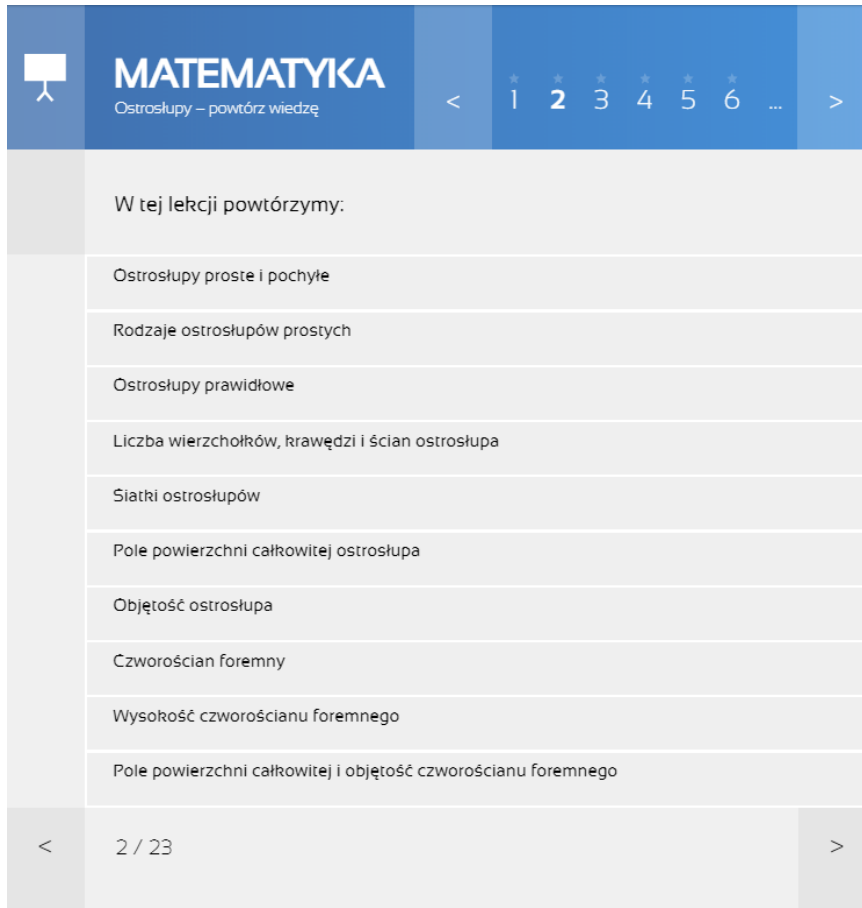 MATEMATYKA
Ostrosłupy – powtórz wiedzę
< 1 2 3 4 5 6 ... >
W tej lekcji powtórzymy:
Ostrosłupy proste i pochyłe
Rodzaje ostrosłupów prostych
Ostrosłupy prawidłowe
Liczba wierzchołków, krawędzi i ścian ostrosłupa
Siatki ostrosłupów
Pole powierzchni całkowitej ostrosłupa
Objętość ostrosłupa
Czworościan foremny
Wysokość czworościanu foremnego
Pole powierzchni całkowitej i objętość czworościanu foremnego
< 2 / 23 >